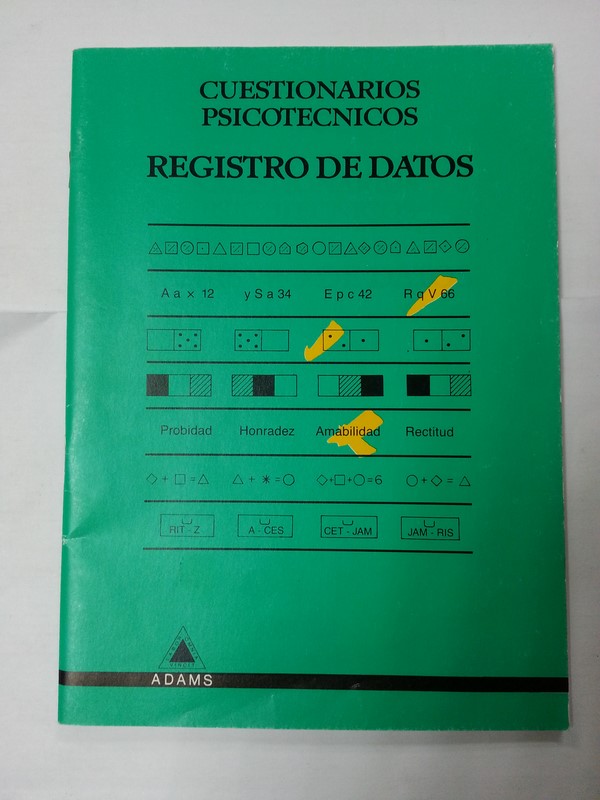 CUESTIONARIOS
PSICOTECNICOS
REGISTRO DE DATOS
A a x 12 y S a 34 E p c 42 R q V 66
Probidad Honradez Amabilidad Rectitud
◇ + □ = △ △ + ✶ = ○ ◇+□+○=6 ○ + ◇ = △
RIT - Z A - CES CET - JAM JAM - RIS
VINCIT
ADAMS